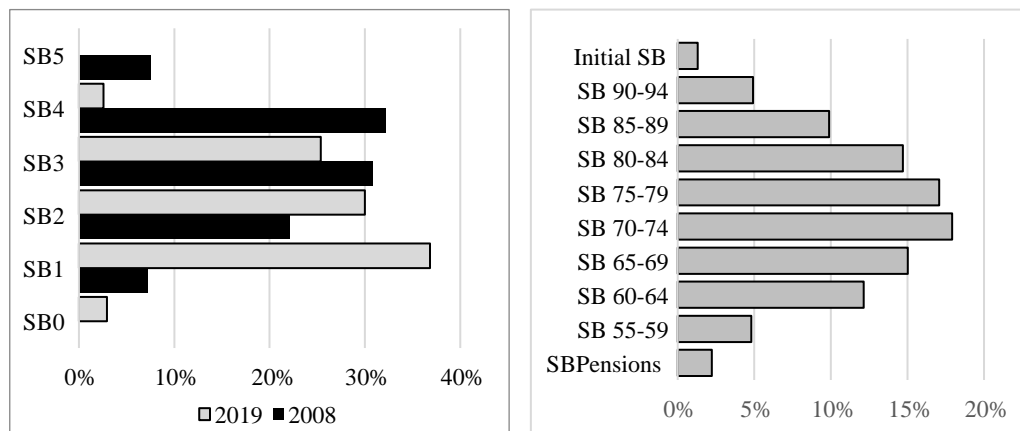 SB5
SB4
SB3
SB2
SB1
SB0
0% 10% 20% 30% 40%
2019 2008
Initial SB
SB 90-94
SB 85-89
SB 80-84
SB 75-79
SB 70-74
SB 65-69
SB 60-64
SB 55-59
SBPensions
0% 5% 10% 15% 20%